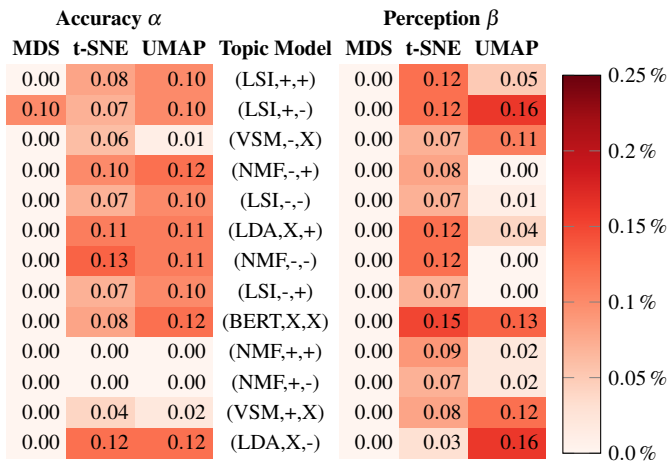 Accuracy α Perception β
MDS t-SNE UMAP Topic Model MDS t-SNE UMAP
0.00 0.08 0.10 (LSI,+,+) 0.00 0.12 0.05
0.10 0.07 0.10 (LSI,+,-) 0.00 0.12 0.16
0.00 0.06 0.01 (VSM,-,X) 0.00 0.07 0.11
0.00 0.10 0.12 (NMF,-,+) 0.00 0.08 0.00
0.00 0.07 0.10 (LSI,-,-) 0.00 0.07 0.01
0.00 0.11 0.11 (LDA,X,+) 0.00 0.12 0.04
0.00 0.13 0.11 (NMF,-,-) 0.00 0.12 0.00
0.00 0.07 0.10 (LSI,-,+) 0.00 0.07 0.00
0.00 0.08 0.12 (BERT,X,X) 0.00 0.15 0.13
0.00 0.00 0.00 (NMF,+,+) 0.00 0.09 0.02
0.00 0.00 0.00 (NMF,+,-) 0.00 0.07 0.02
0.00 0.04 0.02 (VSM,+,X) 0.00 0.08 0.12
0.00 0.12 0.12 (LDA,X,-) 0.00 0.03 0.16
0.25 %
0.2 %
0.15 %
0.1 %
0.05 %
0 %